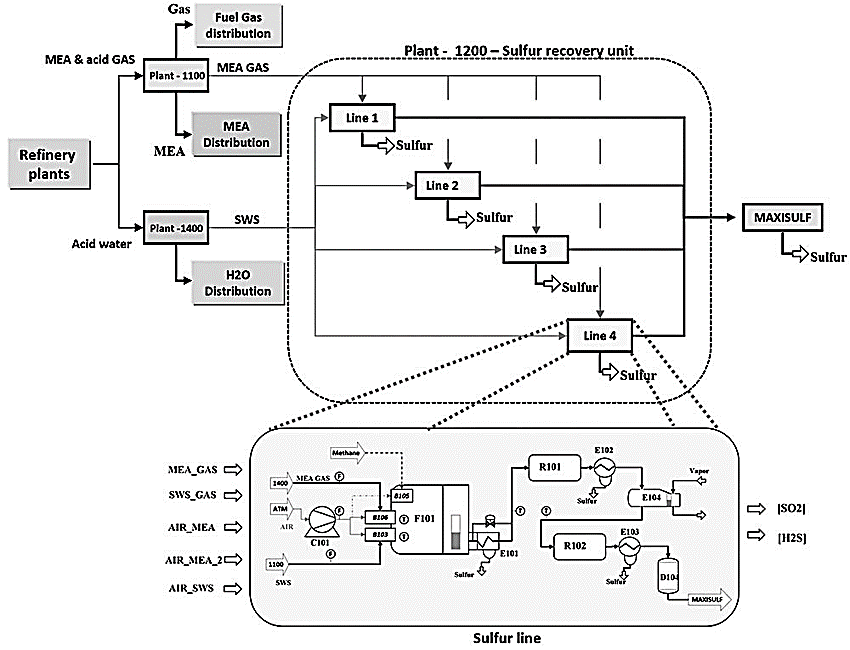 Gas
Fuel Gas
distribution
Plant - 1200 – Sulfur recovery unit
MEA & acid GAS
Plant - 1100
MEA GAS
Line 1
MEA
Distribution
MEA
Sulfur
Refinery
plants
Line 2
SWS
Sulfur
MAXISULF
Plant -1400
Acid water
Line 3
Sulfur
H2O
Distribution
Sulfur
Line 4
Sulfur
Methane
E102
MEA_GAS
1400
MEA GAS
F
R101
Vapor
B105
SWS_GAS
Sulfur
E104
ATM
F
F101
[SO2]
AIR
B106
T
T
T
AIR_MEA
C101
B103
T
E103
[H2S]
F
E101
R102
AIR_MEA_2
1100
SWS
Sulfur
Sulfur
D104
AIR_SWS
MAXISULF
Sulfur line